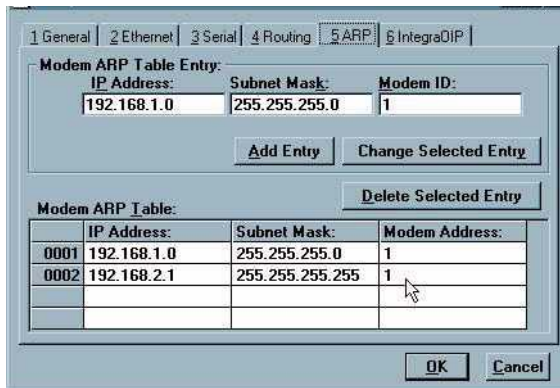 1 General 2 Ethernet 3 Serial 4 Routing 5 ARP 6 IntegraOIP
Modem ARP Table Entry:
IP Address: Subnet Mask: Modem ID:
192.168.1.0 255.255.255.0 1
Add Entry Change Selected Entry
Delete Selected Entry
Modem ARP Table:
IP Address: Subnet Mask: Modem Address:
0001 192.168.1.0 255.255.255.0 1
0002 192.168.2.1 255.255.255.255 1
OK Cancel